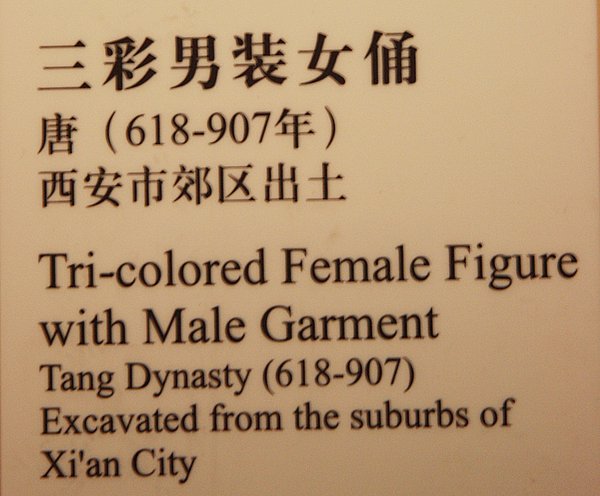 三彩男装女俑
唐（618-907年）
西安市郊区出土
Tri-colored Female Figure
with Male Garment
Tang Dynasty (618-907)
Excavated from the suburbs of
Xi'an City